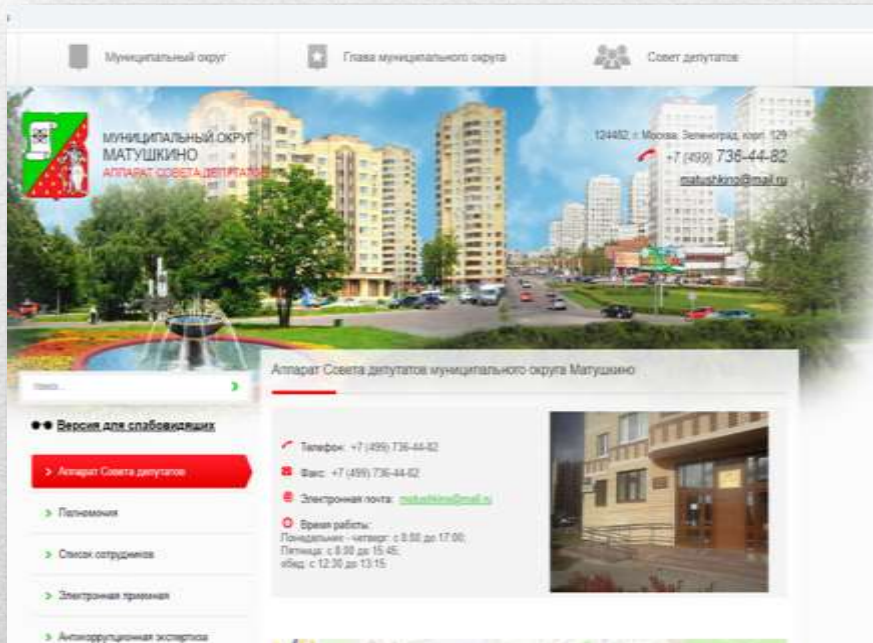 Муниципальный округ
Глава муниципального округа
Совет депутатов
МУНИЦИПАЛЬНЫЙ ОКРУГ
МАТУШКИНО
АППАРАТ СОВЕТА ДЕПУТАТОВ
124482, г. Москва, Зеленоград, корп. 129
+7 (499) 736-44-82
matushkino@mail.ru
Аппарат Совета депутатов муниципального округа Матушкино
Версия для слабовидящих
Аппарат Совета депутатов
Полномочия
Список сотрудников
Электронная приемная
Антикоррупционная экспертиза
Телефон: +7 (499) 736-44-82
Факс: +7 (499) 736-44-82
Электронная почта: matushkino@mail.ru
Время работы:
Понедельник - четверг: с 8:00 до 17:00;
Пятница: с 8:00 до 15:45;
обед: с 12:30 до 13:15